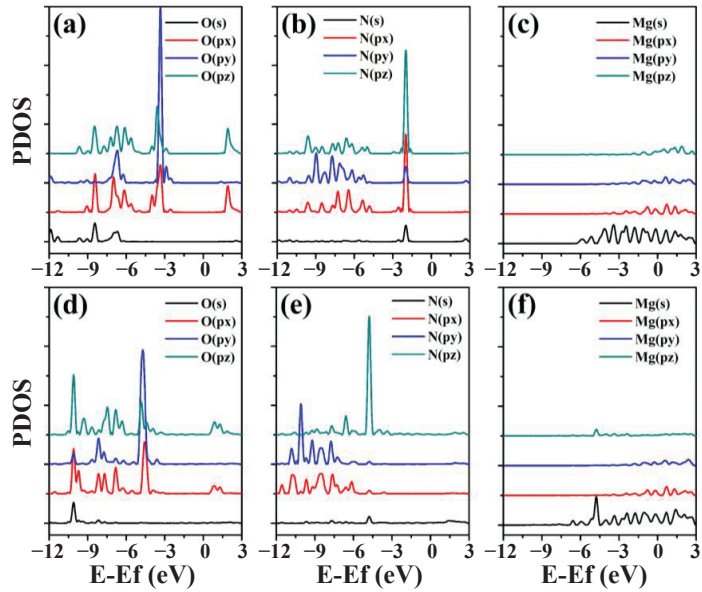 (a)
O(s)
O(px)
O(py)
O(pz)
(b)
N(s)
N(px)
N(py)
N(pz)
(c)
Mg(s)
Mg(px)
Mg(py)
Mg(pz)
PDOS
−12 −9 −6 −3 0 3
−12 −9 −6 −3 0 3
−12 −9 −6 −3 0 3
(d)
O(s)
O(px)
O(py)
O(pz)
(e)
N(s)
N(px)
N(py)
N(pz)
(f)
Mg(s)
Mg(px)
Mg(py)
Mg(pz)
PDOS
−12 −9 −6 −3 0 3
−12 −9 −6 −3 0 3
−12 −9 −6 −3 0 3
E-Ef (eV)
E-Ef (eV)
E-Ef (eV)